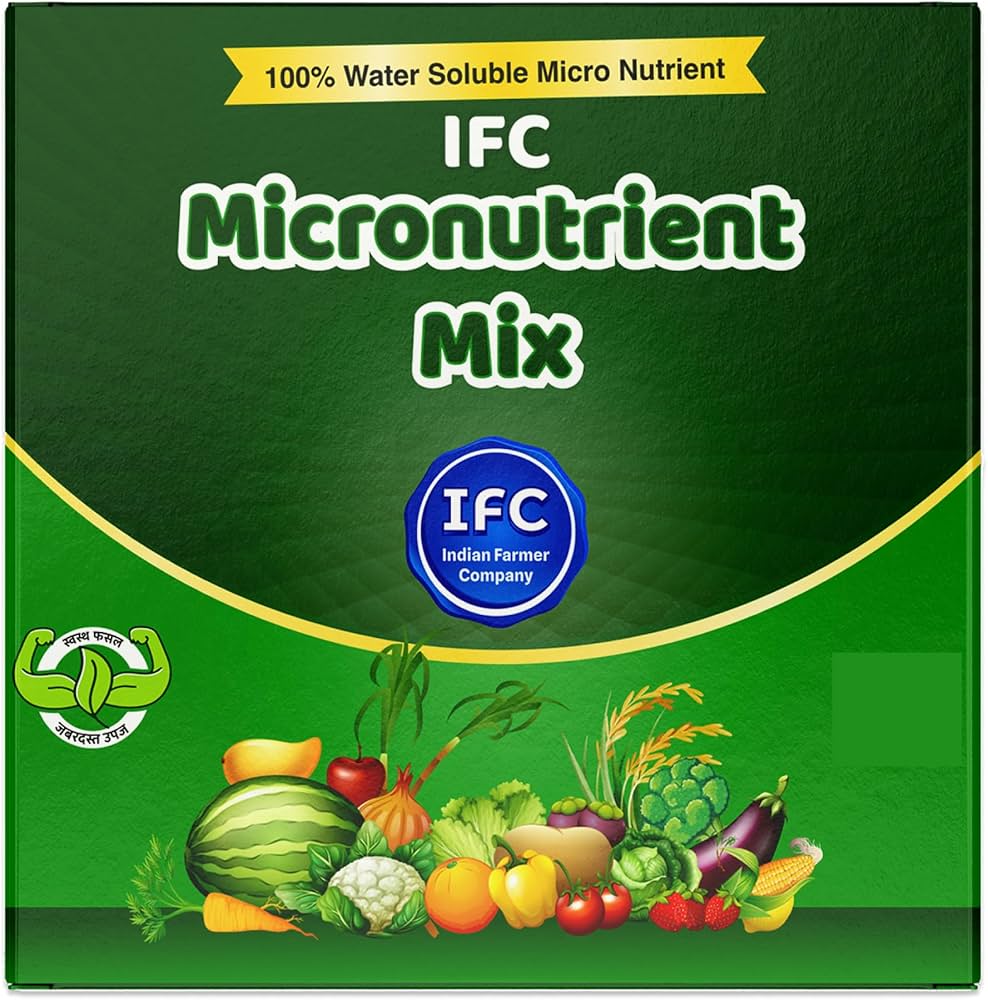 100% Water Soluble Micro Nutrient
IFC
Micronutrient
Mix
IFC
Indian Farmer
Company
स्वस्थ फसल
जबरदस्त उपज